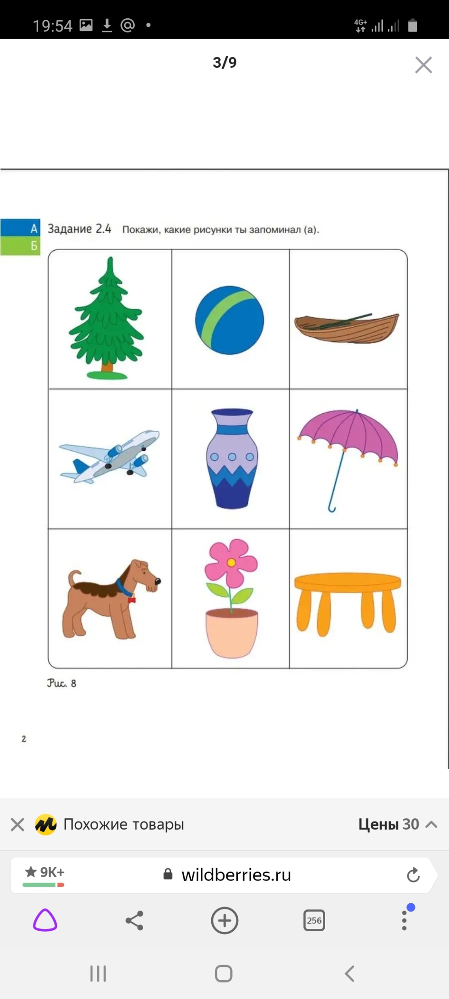 19:54 4G+
3/9
А Задание 2.4 Покажи, какие рисунки ты запоминал (а).
Б
Рис. 8
2
Похожие товары Цены 30
9K+ wildberries.ru
256